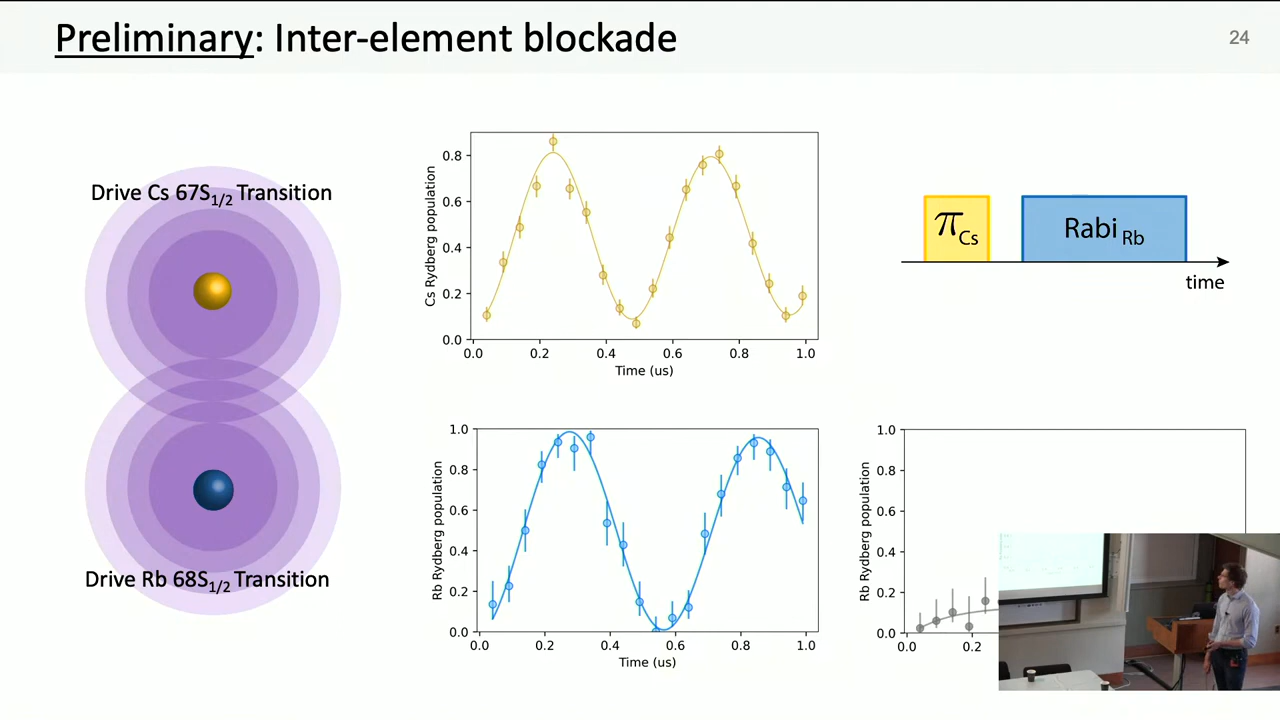 Preliminary: Inter-element blockade
24
Drive Cs 67S1/2 Transition
Drive Rb 68S1/2 Transition
Cs Rydberg population
0.8
0.6
0.4
0.2
0.0
0.0 0.2 0.4 0.6 0.8 1.0
Time (us)
πCs
Rabi Rb
time
Rb Rydberg population
1.0
0.8
0.6
0.4
0.2
0.0
0.0 0.2 0.4 0.6 0.8 1.0
Time (us)
Rb Rydberg population
1.0
0.8
0.6
0.4
0.2
0.0
0.0 0.2